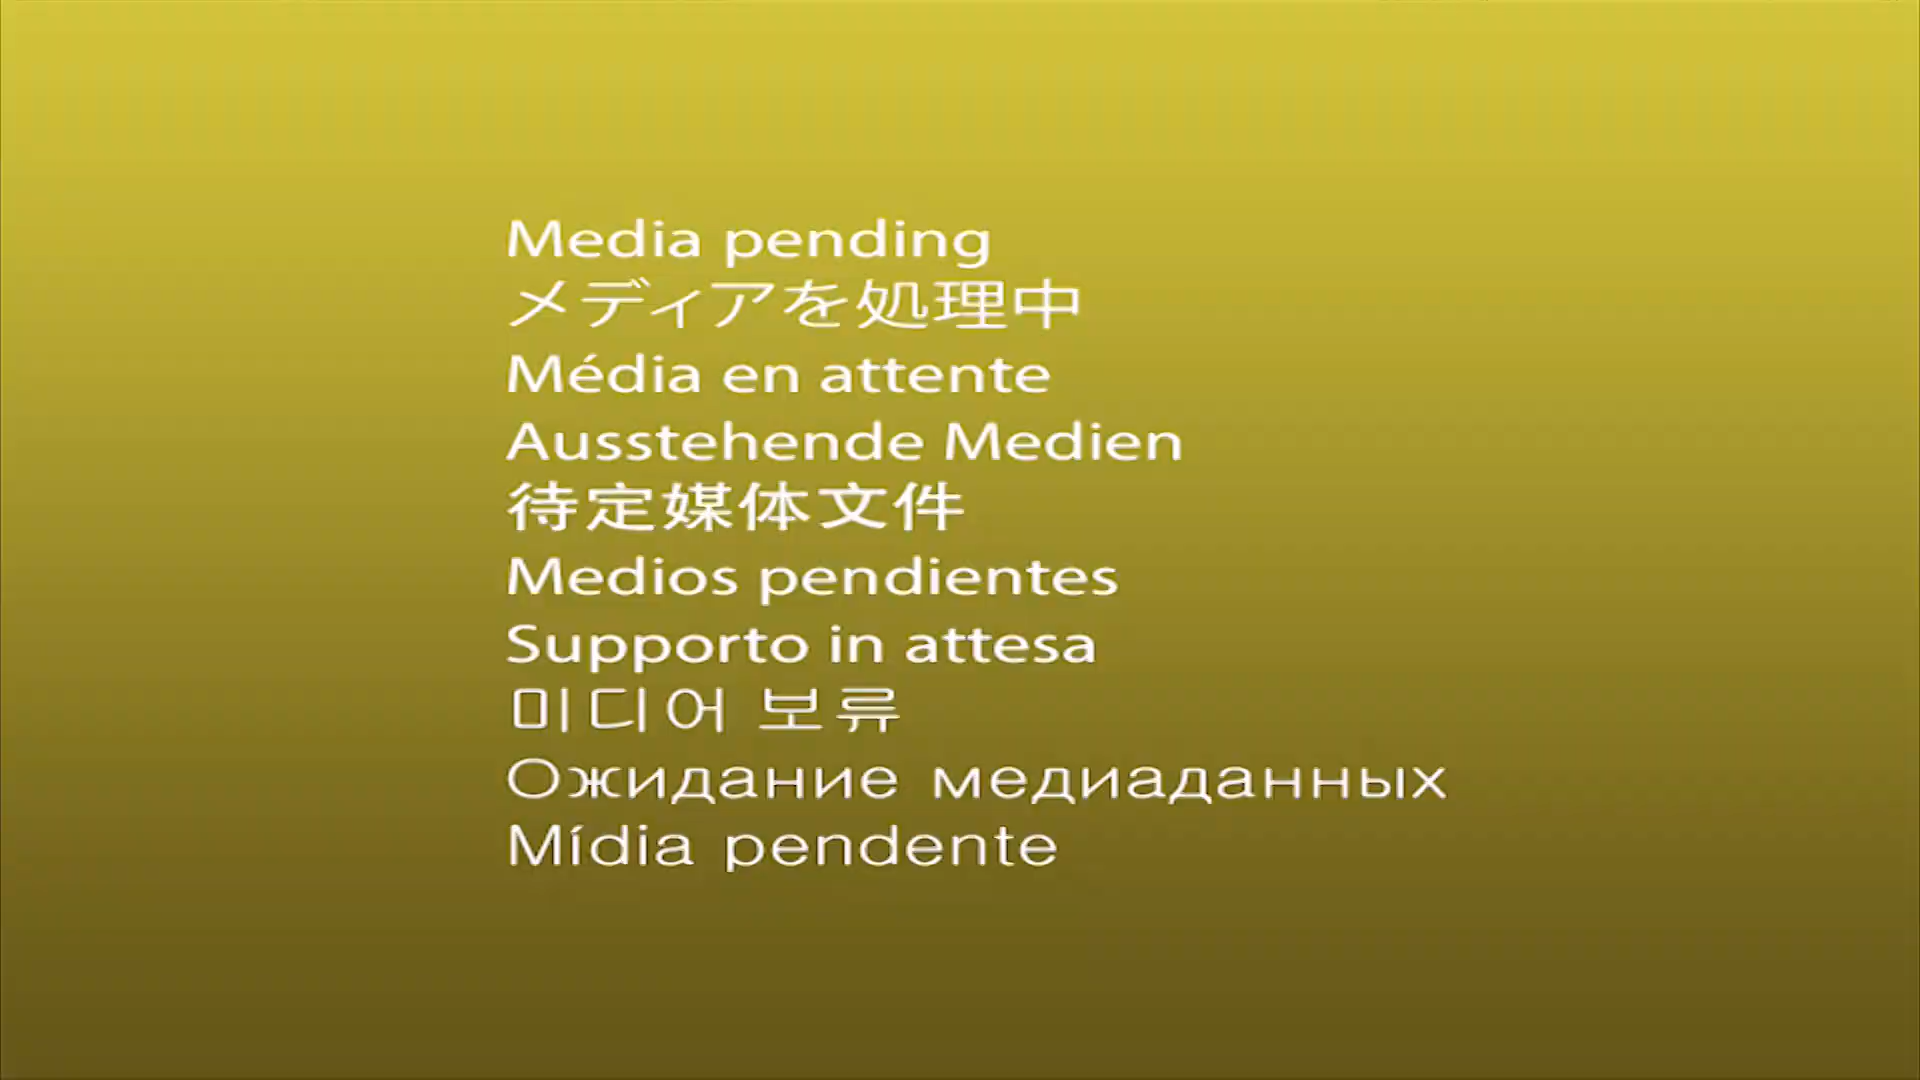 Media pending
メディアを処理中
Média en attente
Ausstehende Medien
待定媒体文件
Medios pendientes
Supporto in attesa
미디어 보류
Ожидание медиаданных
Mídia pendente